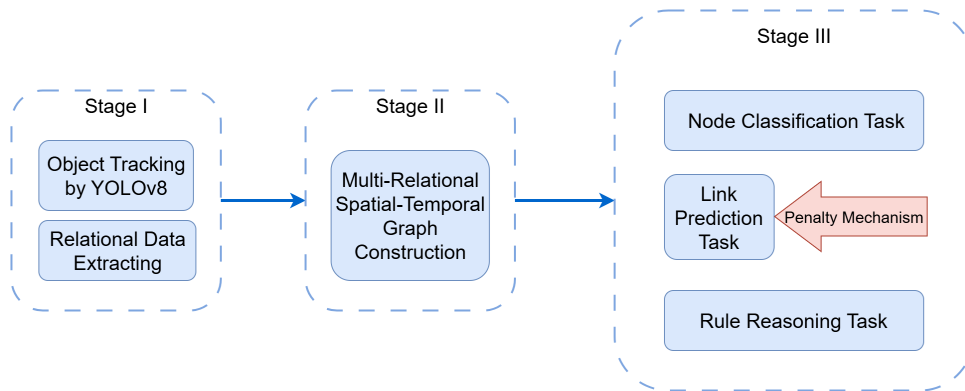 Stage I
Object Tracking
by YOLOv8
Relational Data
Extracting
Stage II
Multi-Relational
Spatial-Temporal
Graph
Construction
Stage III
Node Classification Task
Link
Prediction
Task
Penalty Mechanism
Rule Reasoning Task